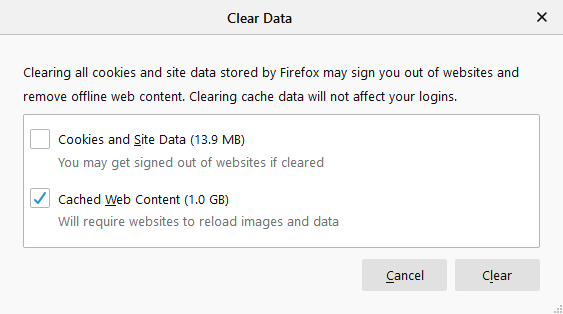 Clear Data
Clearing all cookies and site data stored by Firefox may sign you out of websites and
remove offline web content. Clearing cache data will not affect your logins.
Cookies and Site Data (13.9 MB)
You may get signed out of websites if cleared
Cached Web Content (1.0 GB)
Will require websites to reload images and data
Cancel
Clear